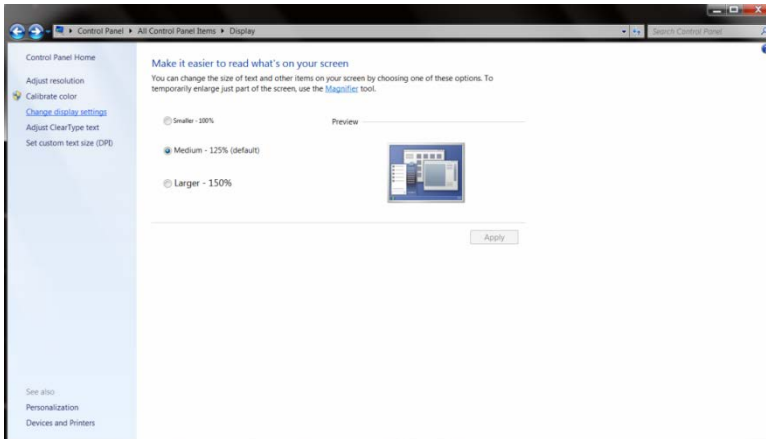 Control Panel ▸ All Control Panel Items ▸ Display
Search Control Panel
Control Panel Home
Adjust resolution
Calibrate color
Change display settings
Adjust ClearType text
Set custom text size (DPI)
Make it easier to read what's on your screen
You can change the size of text and other items on your screen by choosing one of these options. To
temporarily enlarge just part of the screen, use the Magnifier tool.
Smaller - 100%
Preview
Medium - 125% (default)
Larger - 150%
Apply
See also
Personalization
Devices and Printers